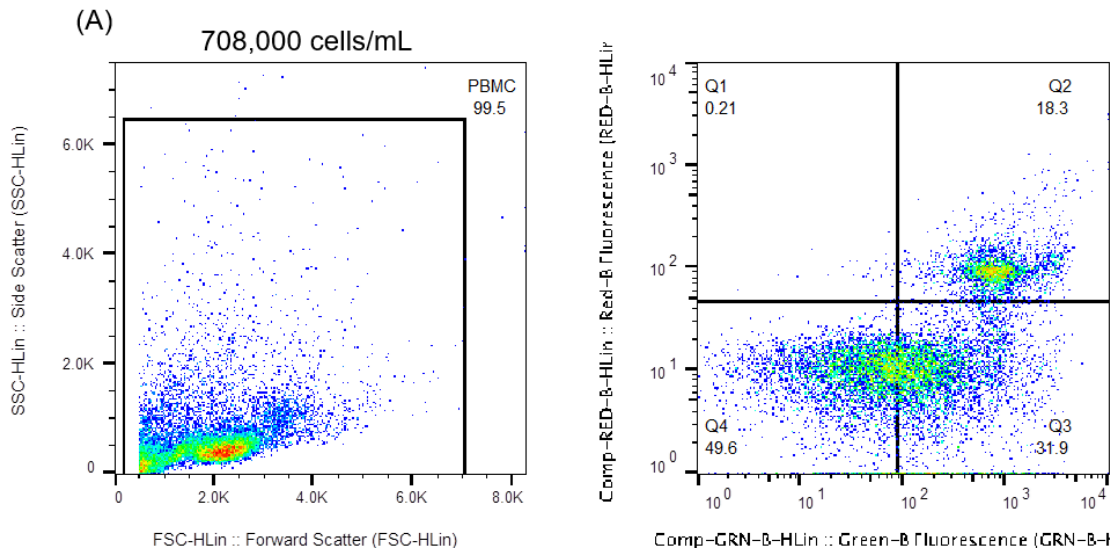 (A)
708,000 cells/mL
PBMC
99.5
SSC-HLin :: Side Scatter (SSC-HLin)
6.0K
4.0K
2.0K
0
0 2.0K 4.0K 6.0K 8.0K
FSC-HLin :: Forward Scatter (FSC-HLin)
Comp-RED-B-HLin :: Red-B Fluorescence (RED-B-HLin
10^4
10^3
10^2
10^1
10^0
Q1
0.21
Q2
18.3
Q4
49.6
Q3
31.9
10^0 10^1 10^2 10^3 10^4
Comp-GRN-B-HLin :: Green-B Fluorescence (GRN-B-H